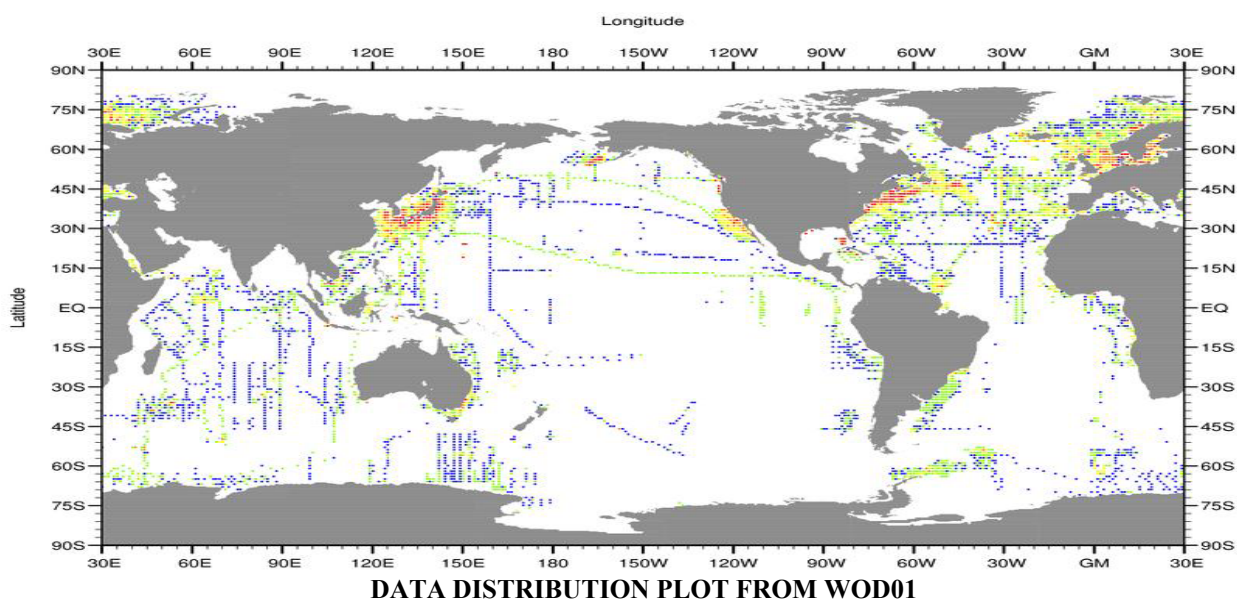 Longitude
30E 60E 90E 120E 150E 180 150W 120W 90W 60W 30W GM 30E
90N 90N
75N 75N
60N 60N
45N 45N
30N 30N
15N 15N
Latitude
EQ EQ
15S 15S
30S 30S
45S 45S
60S 60S
75S 75S
90S 90S
30E 60E 90E 120E 150E 180 150W 120W 90W 60W 30W GM 30E
DATA DISTRIBUTION PLOT FROM WOD01